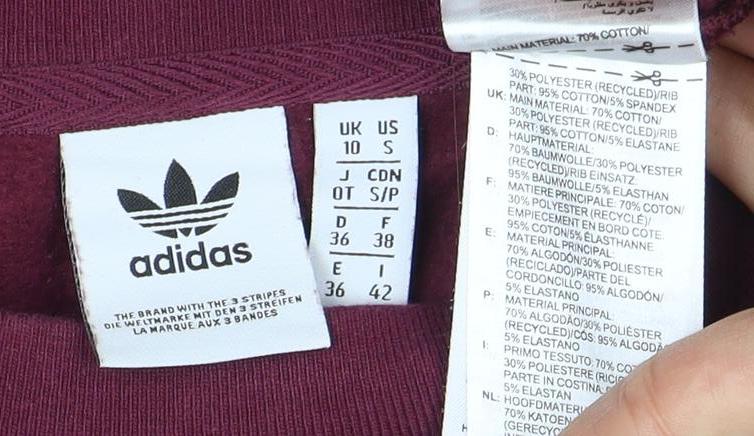 adidas
THE BRAND WITH THE 3 STRIPES
DIE WELTMARKE MIT DEN 3 STREIFEN
LA MARQUE AUX 3 BANDES
UK US
10 S
J CDN
OT S/P
D F
36 38
E I
36 42
MAIN MATERIAL: 70% COTTON/
30% POLYESTER (RECYCLED)/RIB
PART: 95% COTTON/5% SPANDEX
UK: MAIN MATERIAL: 70% COTTON/
30% POLYESTER (RECYCLED)/RIB
PART: 95% COTTON/5% ELASTANE
D: HAUPTMATERIAL:
70% BAUMWOLLE/30% POLYESTER
(RECYCLED)/RIB EINSATZ:
95% BAUMWOLLE/5% ELASTHAN
F: MATIERE PRINCIPALE: 70% COTON/
30% POLYESTER (RECYCLÉ)/
EMPIECEMENT EN BORD COTE:
95% COTON/5% ÉLASTHANNE
E: MATERIAL PRINCIPAL:
70% ALGODÓN/30% POLIESTER
(RECICLADO)/PARTE DEL
CORDONCILLO: 95% ALGODÓN/
5% ELASTANO
P: MATERIAL PRINCIPAL:
70% ALGODÃO/30% POLIÉSTER
(RECYCLED)/CÓS: 95% ALGODÃ
5% ELASTANO
I: PRIMO TESSUTO: 70% CO
30% POLIESTERE (RICI
PARTE IN COSTINA:
5% ELASTAN
NL: HOOFDMATERI
70% KATOEN
(GERECYC